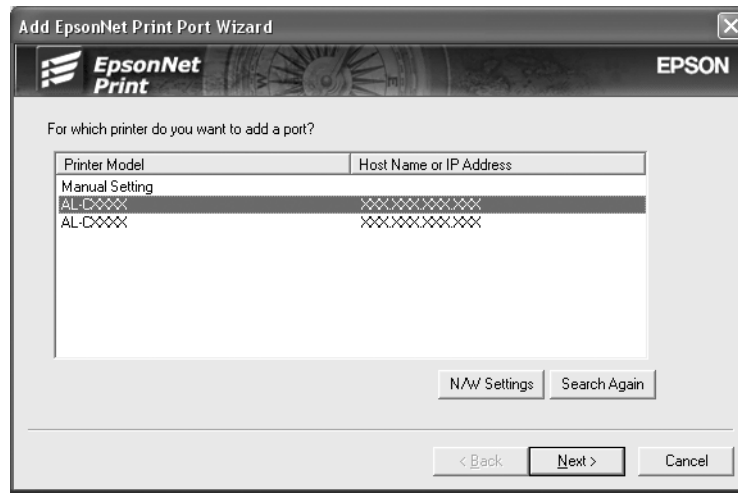 Add EpsonNet Print Port Wizard
EpsonNet
Print
EPSON
For which printer do you want to add a port?
Printer Model Host Name or IP Address
Manual Setting
AL-CXXXX XXX.XXX.XXX.XXX
AL-CXXXX XXX.XXX.XXX.XXX
N/W Settings Search Again
< Back Next > Cancel